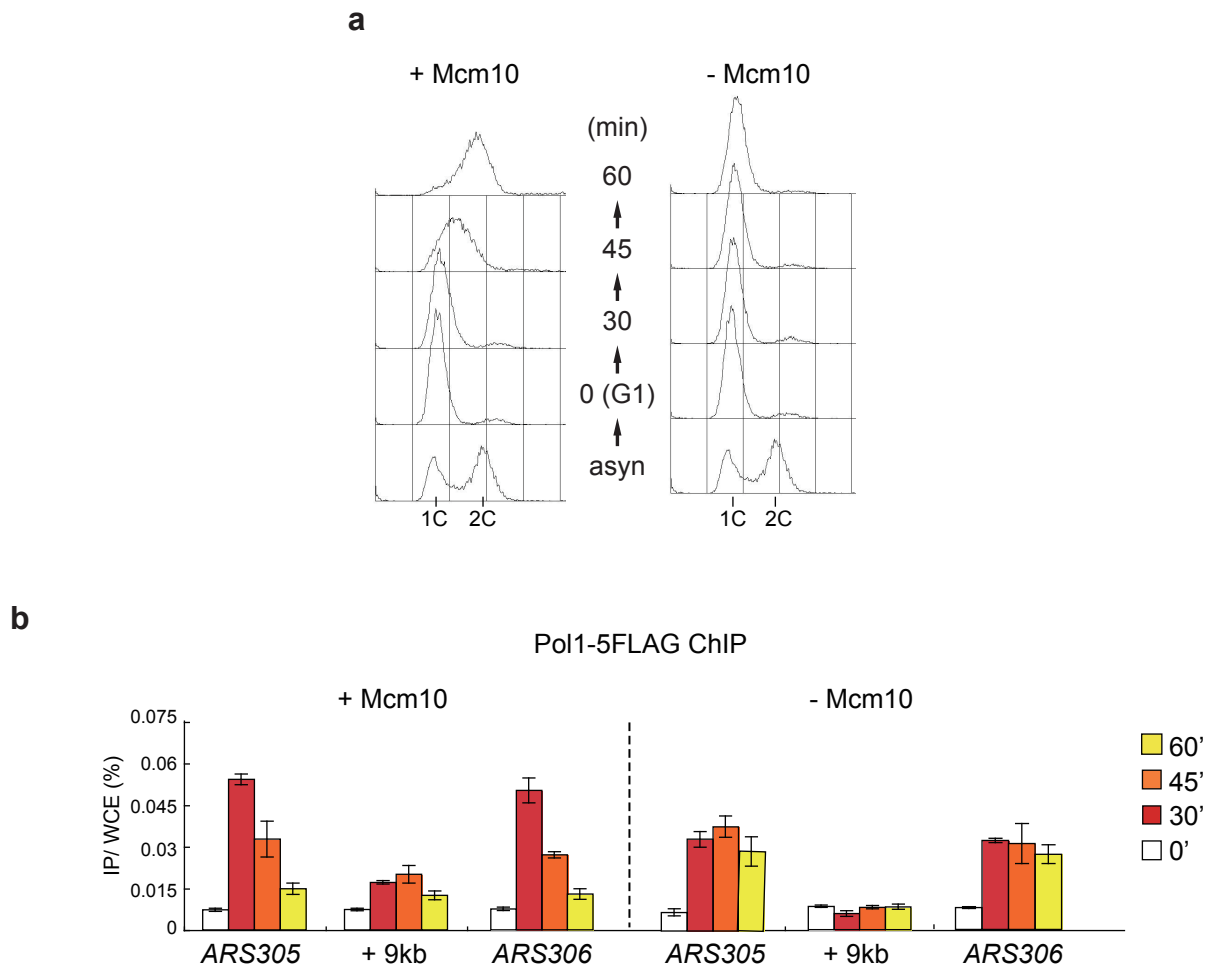 a
+ Mcm10
- Mcm10
(min)
60
45
30
0 (G1)
asyn
1C 2C
1C 2C
b
Pol1-5FLAG ChIP
+ Mcm10
- Mcm10
IP/ WCE (%)
0.075
0.06
0.045
0.03
0.015
0
ARS305 + 9kb ARS306 ARS305 + 9kb ARS306
60'
45'
30'
0'